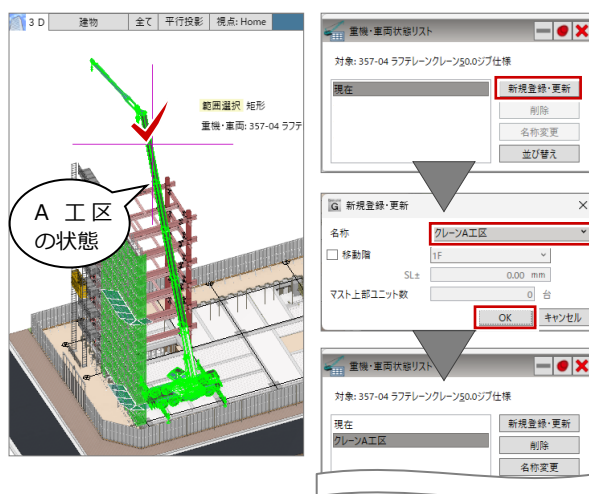 3 D 建物 全て 平行投影 視点: Home
範囲選択 矩形
重機・車両: 357-04 ラフテ
A 工区
の状態
重機・車両状態リスト
対象: 357-04 ラフテレーンクレーン50.0ジブ仕様
現在
新規登録・更新
削除
名称変更
並び替え
G 新規登録・更新
名称 クレーンA工区
移動階 1F
SL± 0.00 mm
マスト上部ユニット数 0 台
OK キャンセル
重機・車両状態リスト
対象: 357-04 ラフテレーンクレーン50.0ジブ仕様
現在
クレーンA工区
新規登録・更新
削除
名称変更